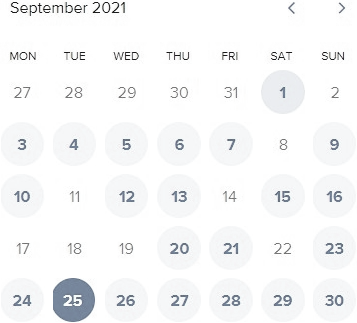 September 2021
MON TUE WED THU FRI SAT SUN
27 28 29 30 31 1 2
3 4 5 6 7 8 9
10 11 12 13 14 15 16
17 18 19 20 21 22 23
24 25 26 27 28 29 30